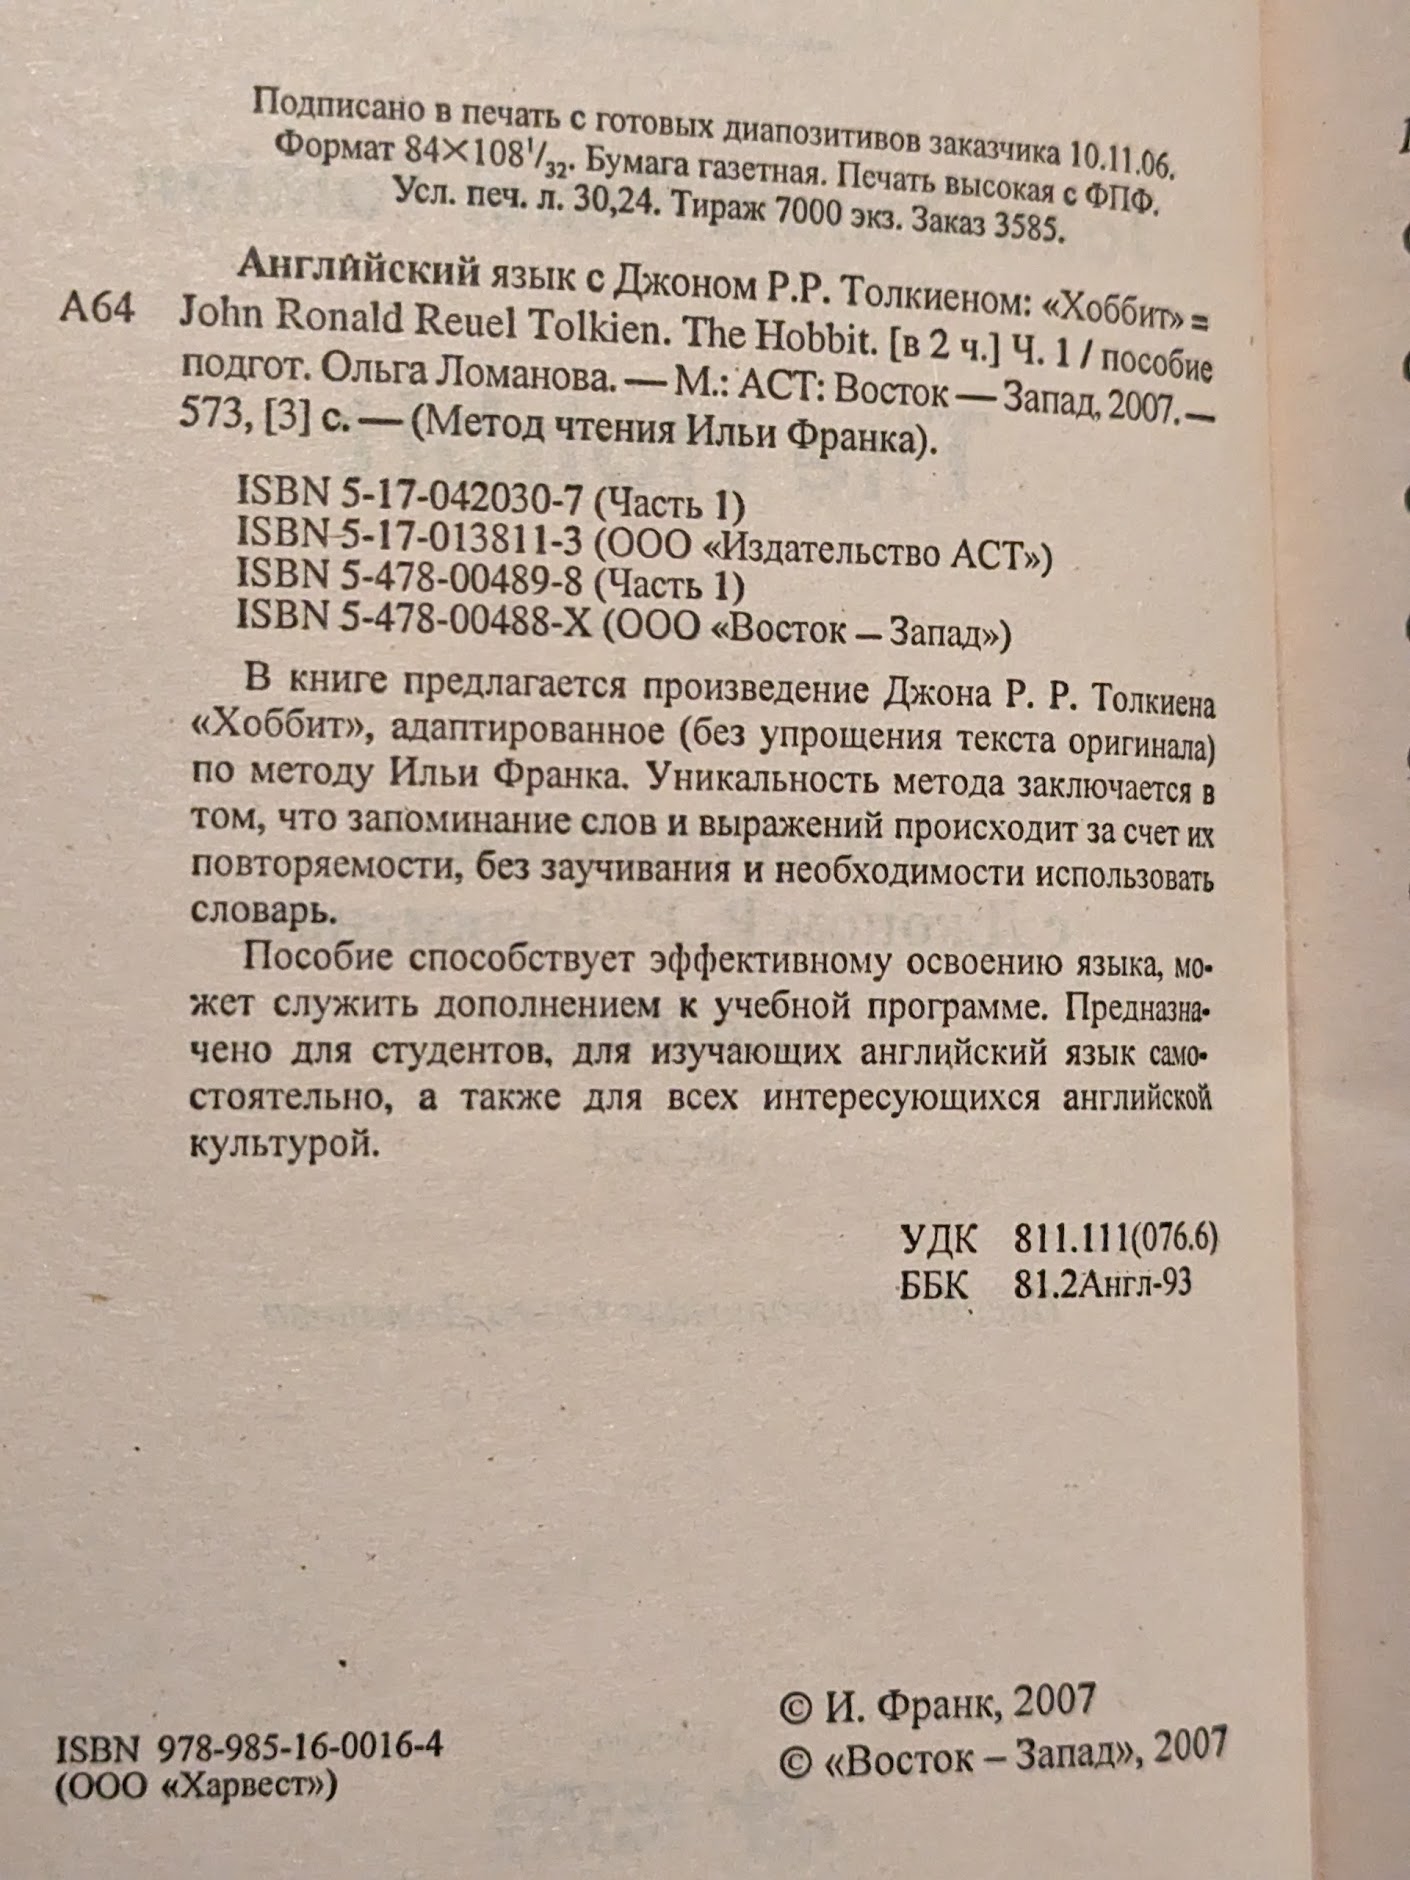 Подписано в печать с готовых диапозитивов заказчика 10.11.06.
Формат 84×108¹/₃₂. Бумага газетная. Печать высокая с ФПФ.
Усл. печ. л. 30,24. Тираж 7000 экз. Заказ 3585.
Английский язык с Джоном Р.Р. Толкиеном: «Хоббит» =
А64 John Ronald Reuel Tolkien. The Hobbit. [в 2 ч.] Ч. 1 / пособие
подгот. Ольга Ломанова. — М.: АСТ: Восток — Запад, 2007. —
573, [3] с. — (Метод чтения Ильи Франка).
ISBN 5-17-042030-7 (Часть 1)
ISBN 5-17-013811-3 (ООО «Издательство АСТ»)
ISBN 5-478-00489-8 (Часть 1)
ISBN 5-478-00488-X (ООО «Восток – Запад»)
В книге предлагается произведение Джона Р. Р. Толкиена
«Хоббит», адаптированное (без упрощения текста оригинала)
по методу Ильи Франка. Уникальность метода заключается в
том, что запоминание слов и выражений происходит за счет их
повторяемости, без заучивания и необходимости использовать
словарь.
Пособие способствует эффективному освоению языка, мо-
жет служить дополнением к учебной программе. Предназна-
чено для студентов, для изучающих английский язык само-
стоятельно, а также для всех интересующихся английской
культурой.
УДК 811.111(076.6)
ББК 81.2Англ-93
© И. Франк, 2007
ISBN 978-985-16-0016-4
© «Восток – Запад», 2007
(ООО «Харвест»)